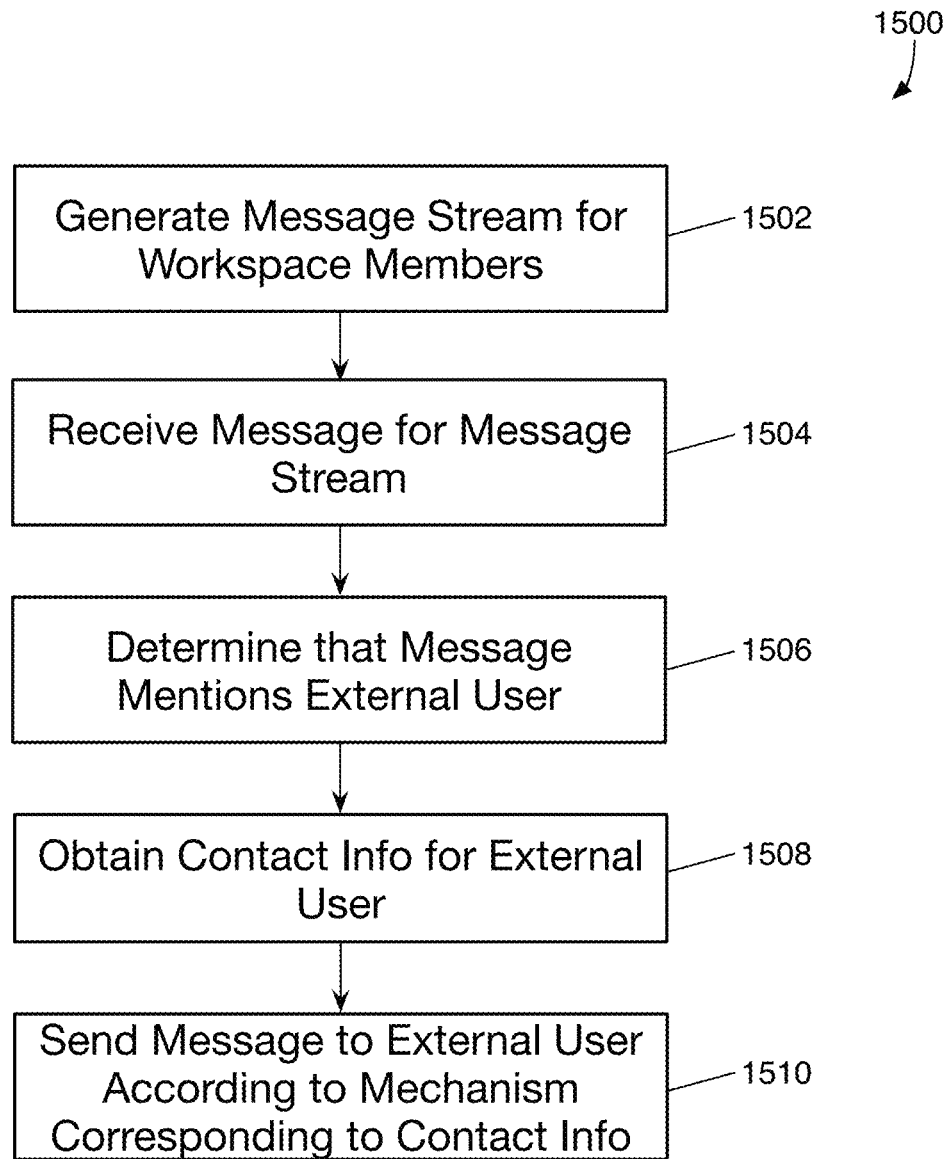 1500
Generate Message Stream for
Workspace Members
1502
Receive Message for Message
Stream
1504
Determine that Message
Mentions External User
1506
Obtain Contact Info for External
User
1508
Send Message to External User
According to Mechanism
Corresponding to Contact Info
1510